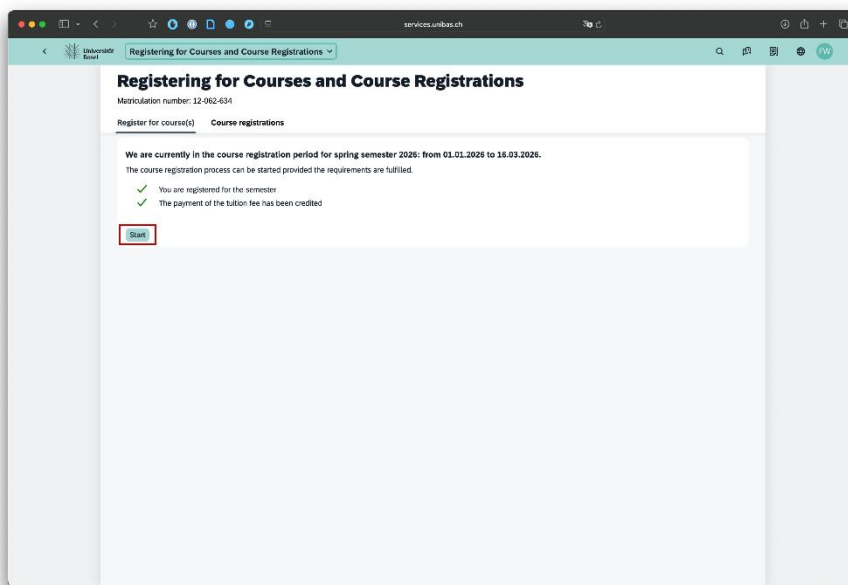 services.unibas.ch
Universität
Basel
Registering for Courses and Course Registrations
FW
Registering for Courses and Course Registrations
Matriculation number: 12-062-634
Register for course(s) Course registrations
We are currently in the course registration period for spring semester 2026: from 01.01.2026 to 16.03.2026.
The course registration process can be started provided the requirements are fulfilled.
You are registered for the semester
The payment of the tuition fee has been credited
Start